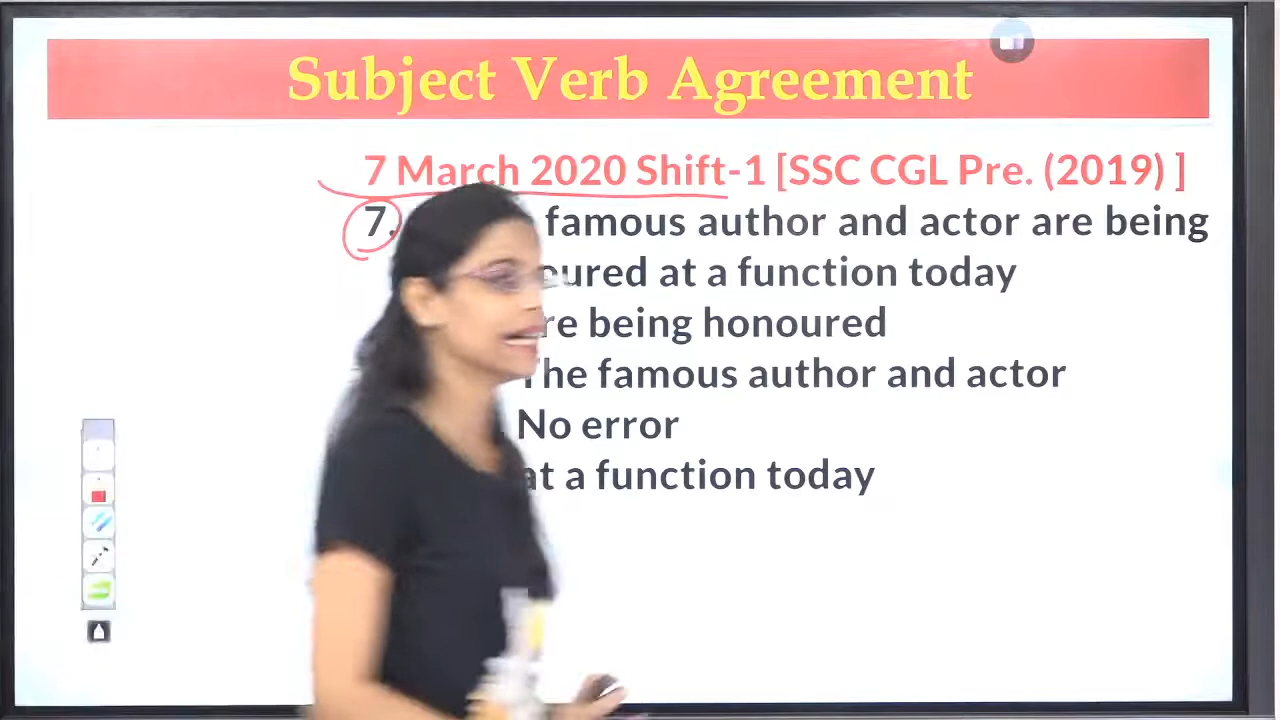 Subject Verb Agreement
7 March 2020 Shift-1 [SSC CGL Pre. (2019) ]
7. famous author and actor are being
at a function today
being honoured
The famous author and actor
No error
at a function today